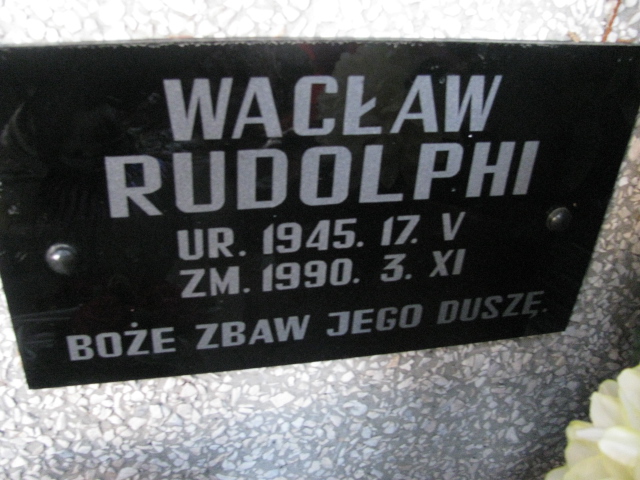 WACŁAW
RUDOLPHI
UR. 1945. 17. V
ZM. 1990. 3. XI
BOŻE ZBAW JEGO DUSZĘ.